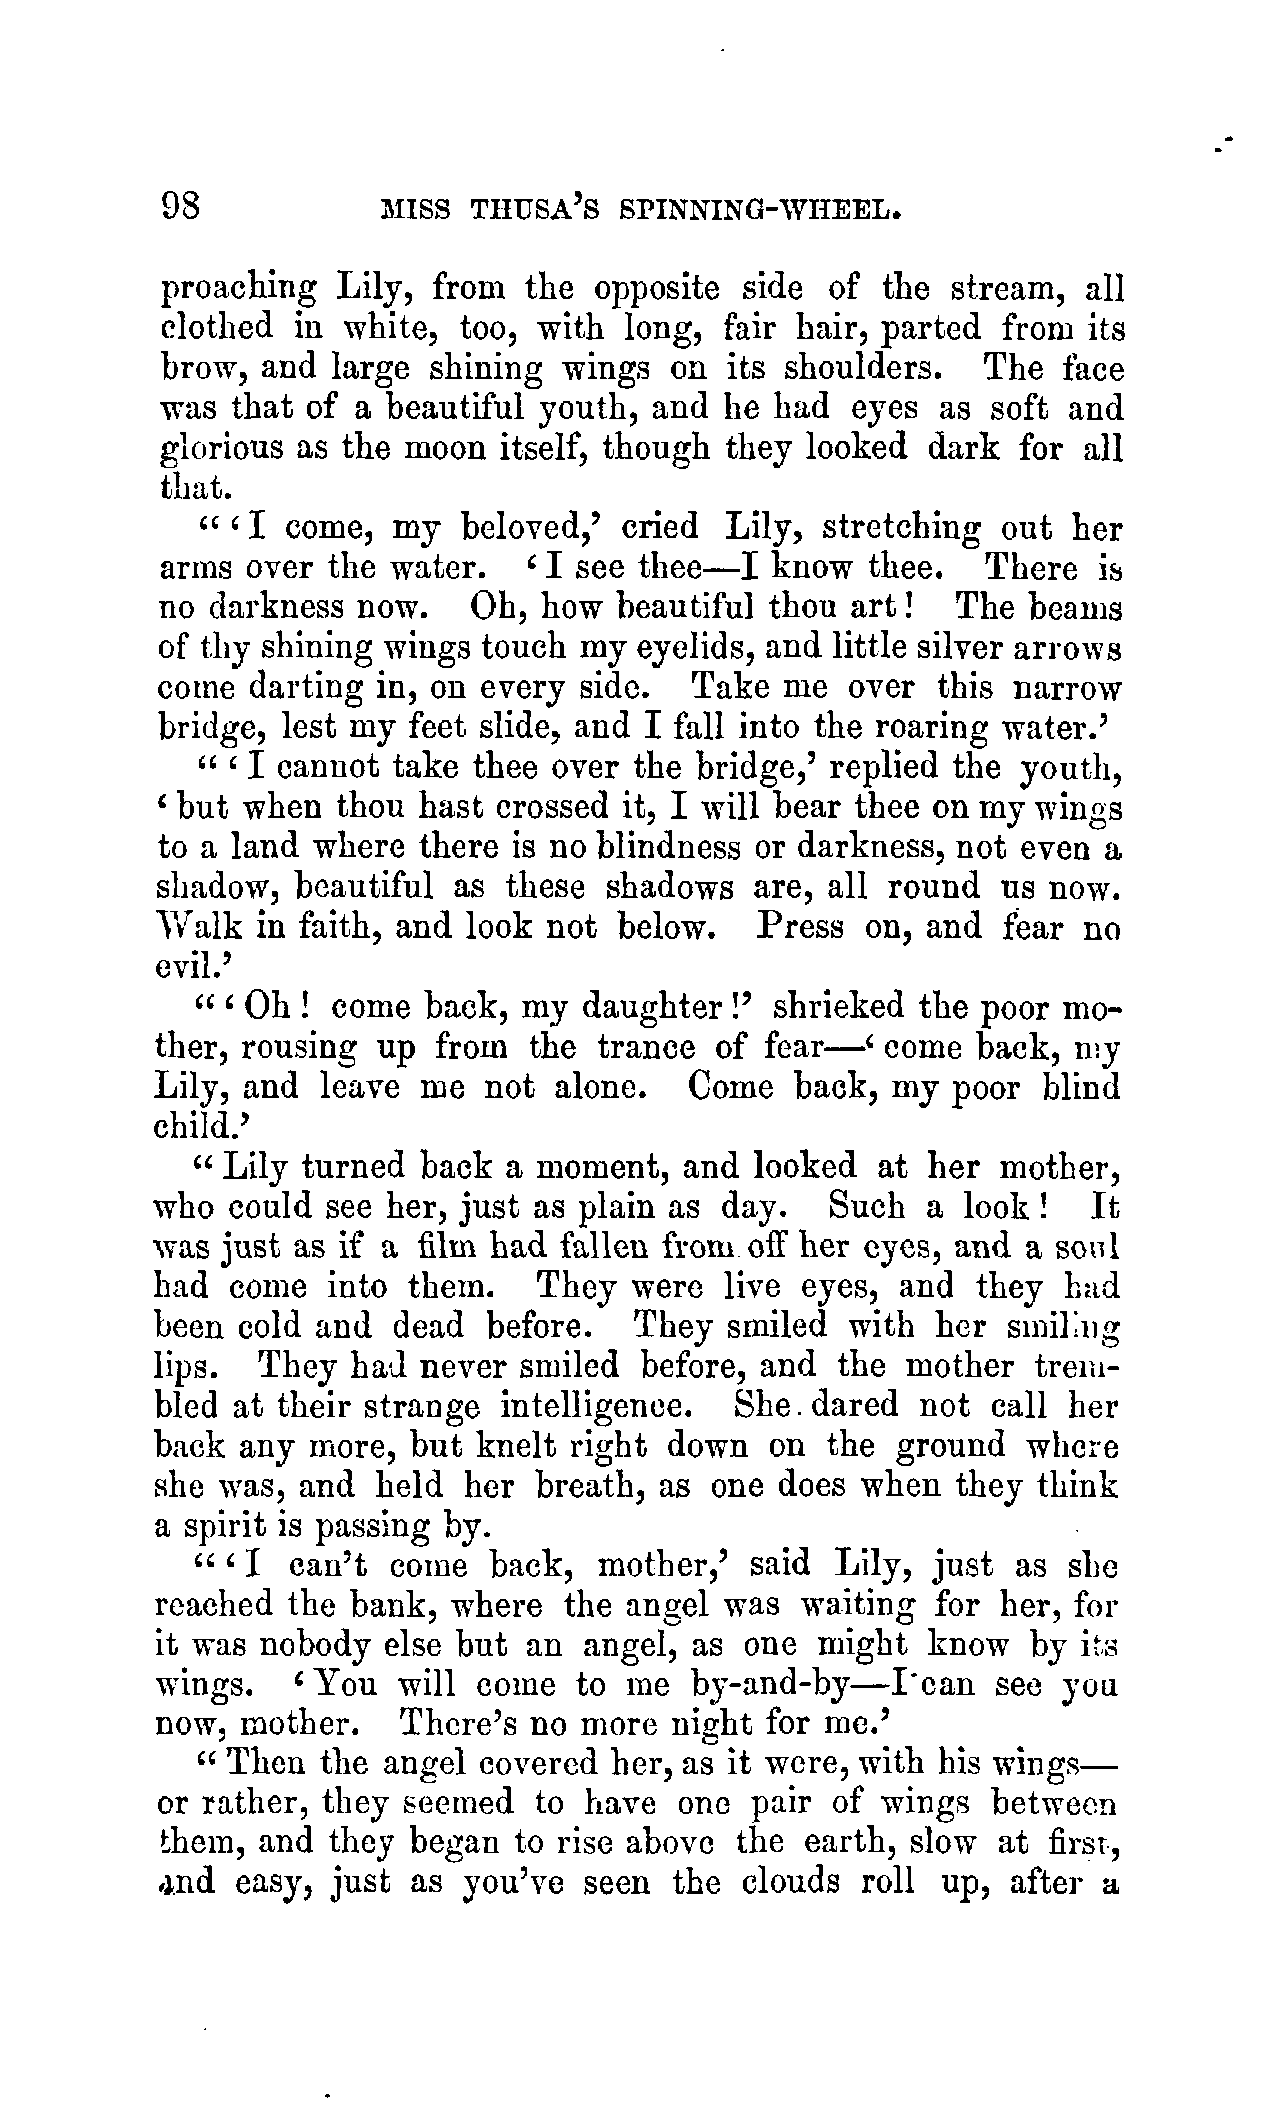 98 MISS THUSA'S SPINNING-WHEEL.
proaching Lily, from the opposite side of the stream, all
clothed in white, too, with long, fair hair, parted from its
brow, and large shining wings on its shoulders. The face
was that of a beautiful youth, and he had eyes as soft and
glorious as the moon itself, though they looked dark for all
that.
"'I come, my beloved,' cried Lily, stretching out her
arms over the water. 'I see thee—I know thee. There is
no darkness now. Oh, how beautiful thou art! The beams
of thy shining wings touch my eyelids, and little silver arrows
come darting in, on every side. Take me over this narrow
bridge, lest my feet slide, and I fall into the roaring water.'
"'I cannot take thee over the bridge,' replied the youth,
'but when thou hast crossed it, I will bear thee on my wings
to a land where there is no blindness or darkness, not even a
shadow, beautiful as these shadows are, all round us now.
Walk in faith, and look not below. Press on, and fear no
evil.'
"'Oh! come back, my daughter!' shrieked the poor mo-
ther, rousing up from the trance of fear—'come back, my
Lily, and leave me not alone. Come back, my poor blind
child.'
"Lily turned back a moment, and looked at her mother,
who could see her, just as plain as day. Such a look! It
was just as if a film had fallen from off her eyes, and a soul
had come into them. They were live eyes, and they had
been cold and dead before. They smiled with her smiling
lips. They had never smiled before, and the mother trem-
bled at their strange intelligence. She dared not call her
back any more, but knelt right down on the ground where
she was, and held her breath, as one does when they think
a spirit is passing by.
"'I can't come back, mother,' said Lily, just as she
reached the bank, where the angel was waiting for her, for
it was nobody else but an angel, as one might know by its
wings. 'You will come to me by-and-by—I can see you
now, mother. There's no more night for me.'
"Then the angel covered her, as it were, with his wings—
or rather, they seemed to have one pair of wings between
them, and they began to rise above the earth, slow at first,
and easy, just as you've seen the clouds roll up, after a